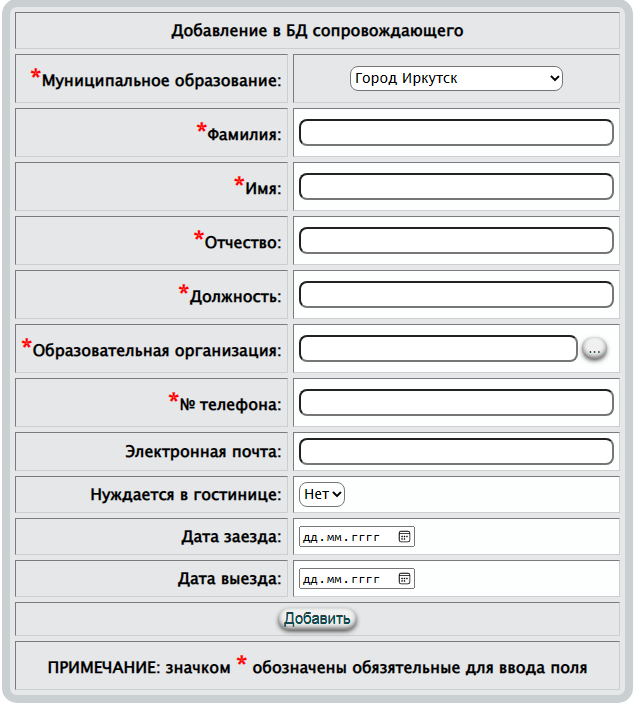 Добавление в БД сопровождающего
*Муниципальное образование: Город Иркутск
*Фамилия:
*Имя:
*Отчество:
*Должность:
*Образовательная организация: ...
*№ телефона:
Электронная почта:
Нуждается в гостинице: Нет
Дата заезда: дд.мм.гггг
Дата выезда: дд.мм.гггг
Добавить
ПРИМЕЧАНИЕ: значком * обозначены обязятельные для ввода поля